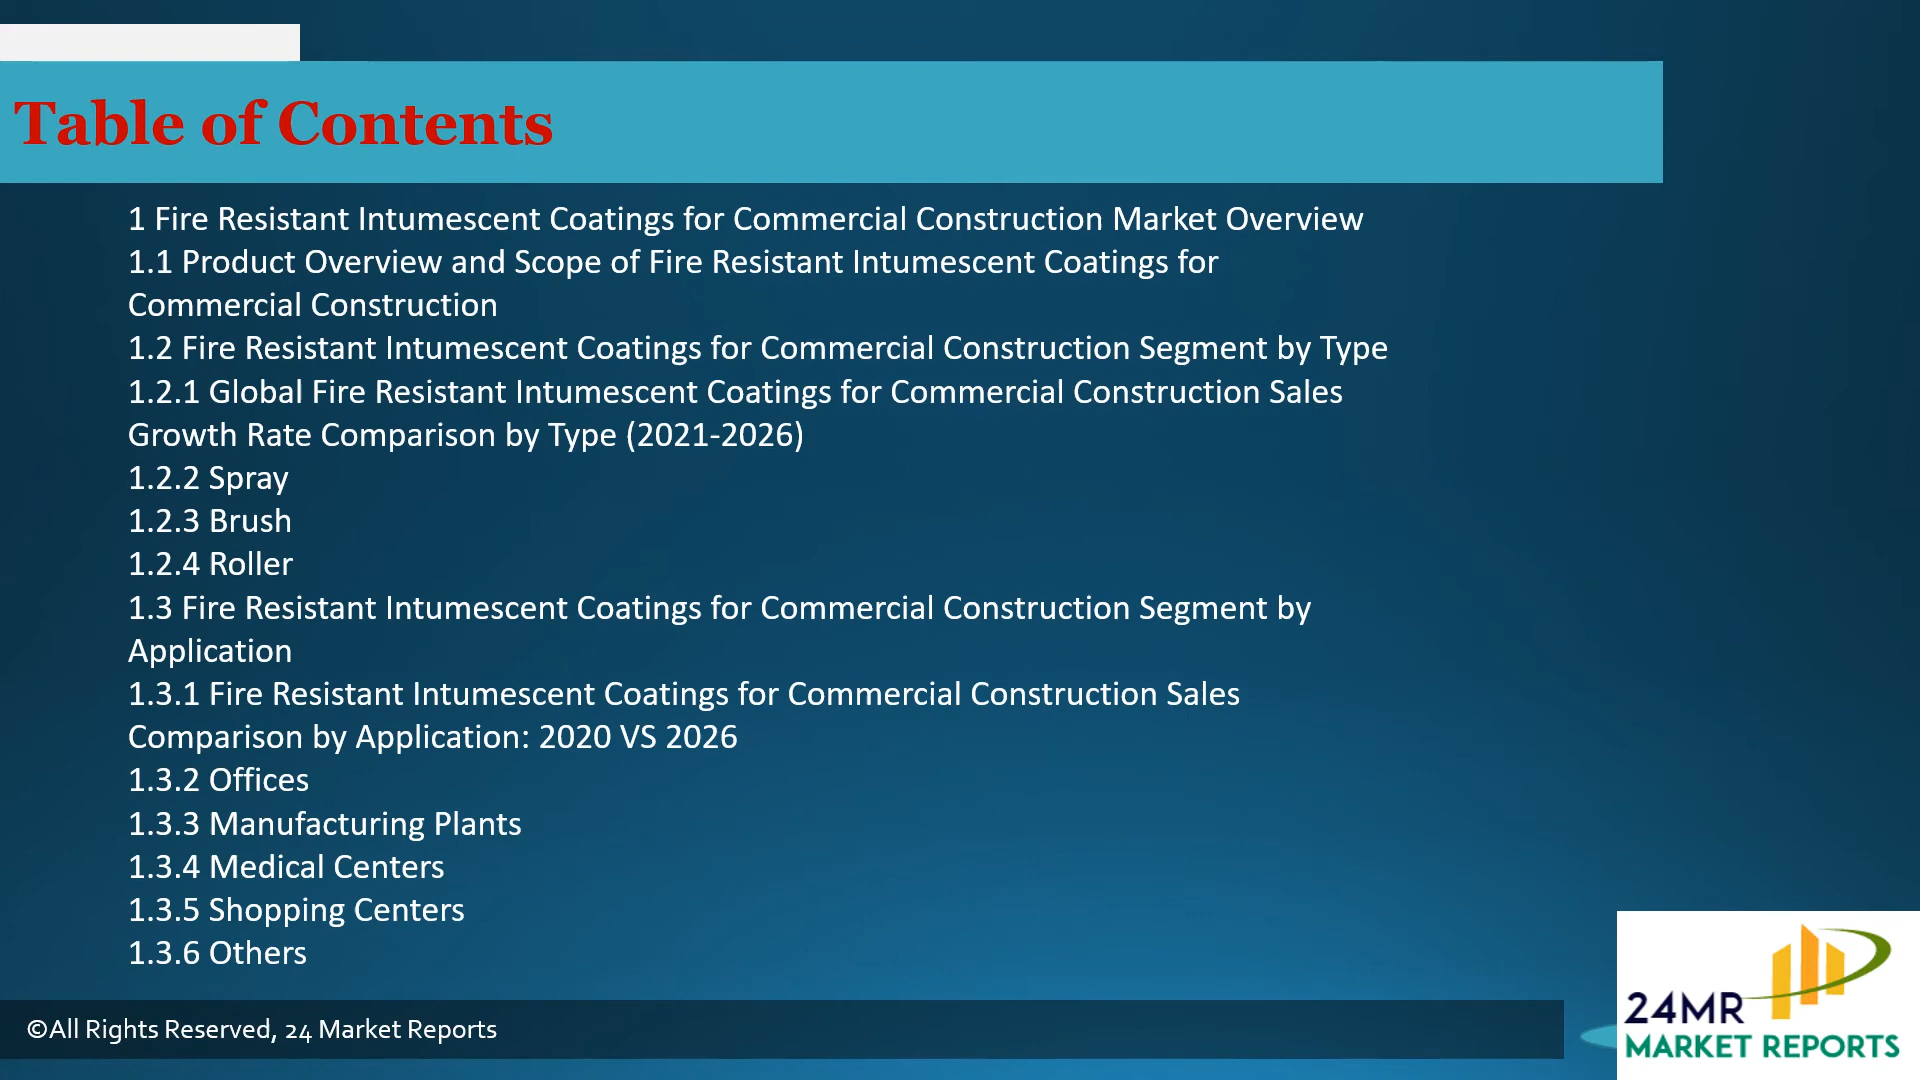 Table of Contents
1 Fire Resistant Intumescent Coatings for Commercial Construction Market Overview
1.1 Product Overview and Scope of Fire Resistant Intumescent Coatings for
Commercial Construction
1.2 Fire Resistant Intumescent Coatings for Commercial Construction Segment by Type
1.2.1 Global Fire Resistant Intumescent Coatings for Commercial Construction Sales
Growth Rate Comparison by Type (2021-2026)
1.2.2 Spray
1.2.3 Brush
1.2.4 Roller
1.3 Fire Resistant Intumescent Coatings for Commercial Construction Segment by
Application
1.3.1 Fire Resistant Intumescent Coatings for Commercial Construction Sales
Comparison by Application: 2020 VS 2026
1.3.2 Offices
1.3.3 Manufacturing Plants
1.3.4 Medical Centers
1.3.5 Shopping Centers
1.3.6 Others
©All Rights Reserved, 24 Market Reports
24MR
MARKET REPORTS